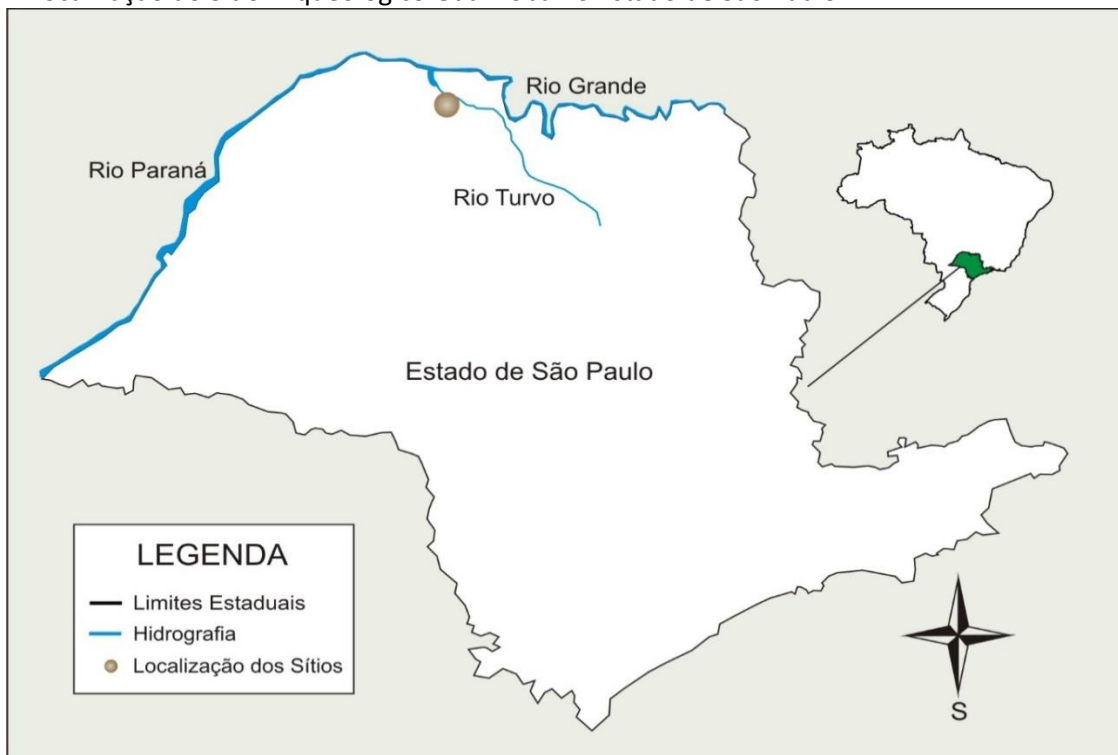 Rio Grande
Rio Paraná
Rio Turvo
Estado de São Paulo
LEGENDA
Limites Estaduais
Hidrografia
Localização dos Sítios
S